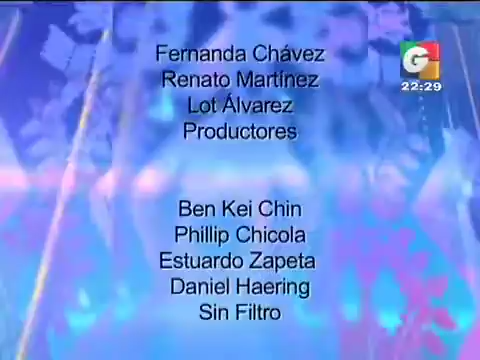 Fernanda Chávez
Renato Martínez
Lot Álvarez
Productores
G
22:29
Ben Kei Chin
Phillip Chicola
Estuardo Zapeta
Daniel Haering
Sin Filtro